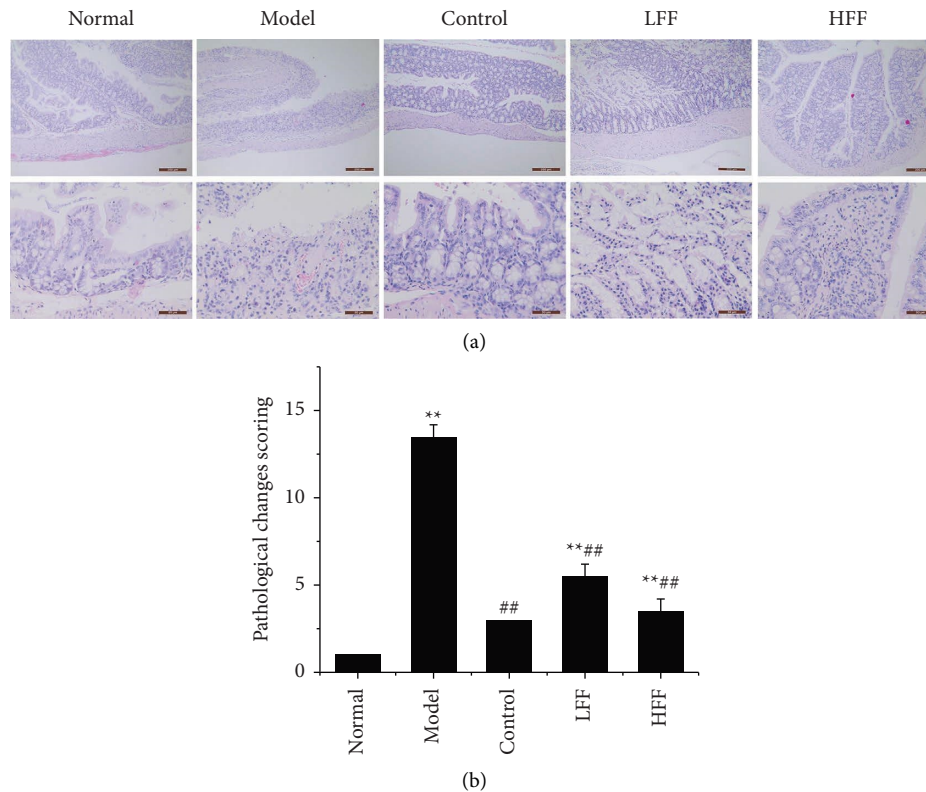 Normal Model Control LFF HFF
(a)
Pathological changes scoring
15
10
5
0
**
##
**##
**##
Normal Model Control LFF HFF
(b)